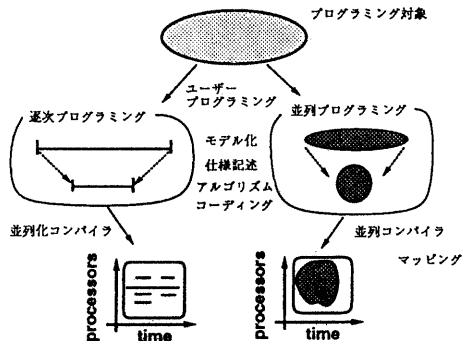 プログラミング対象
ユーザー
プログラミング
逐次プログラミング
並列プログラミング
モデル化
仕様記述
アルゴリズム
コーディング
並列化コンパイラ
並列コンパイラ
マッピング
processors
time
processors
time